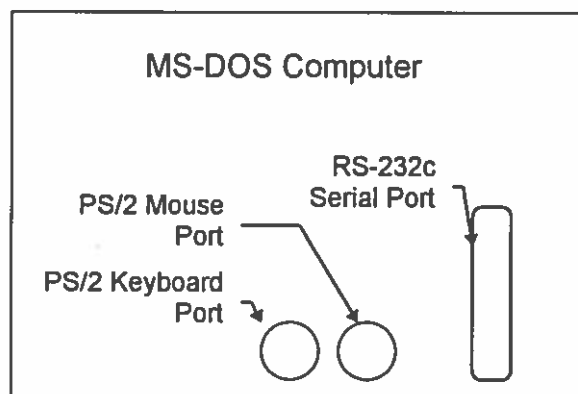 MS-DOS Computer
RS-232c
Serial Port
PS/2 Mouse
Port
PS/2 Keyboard
Port